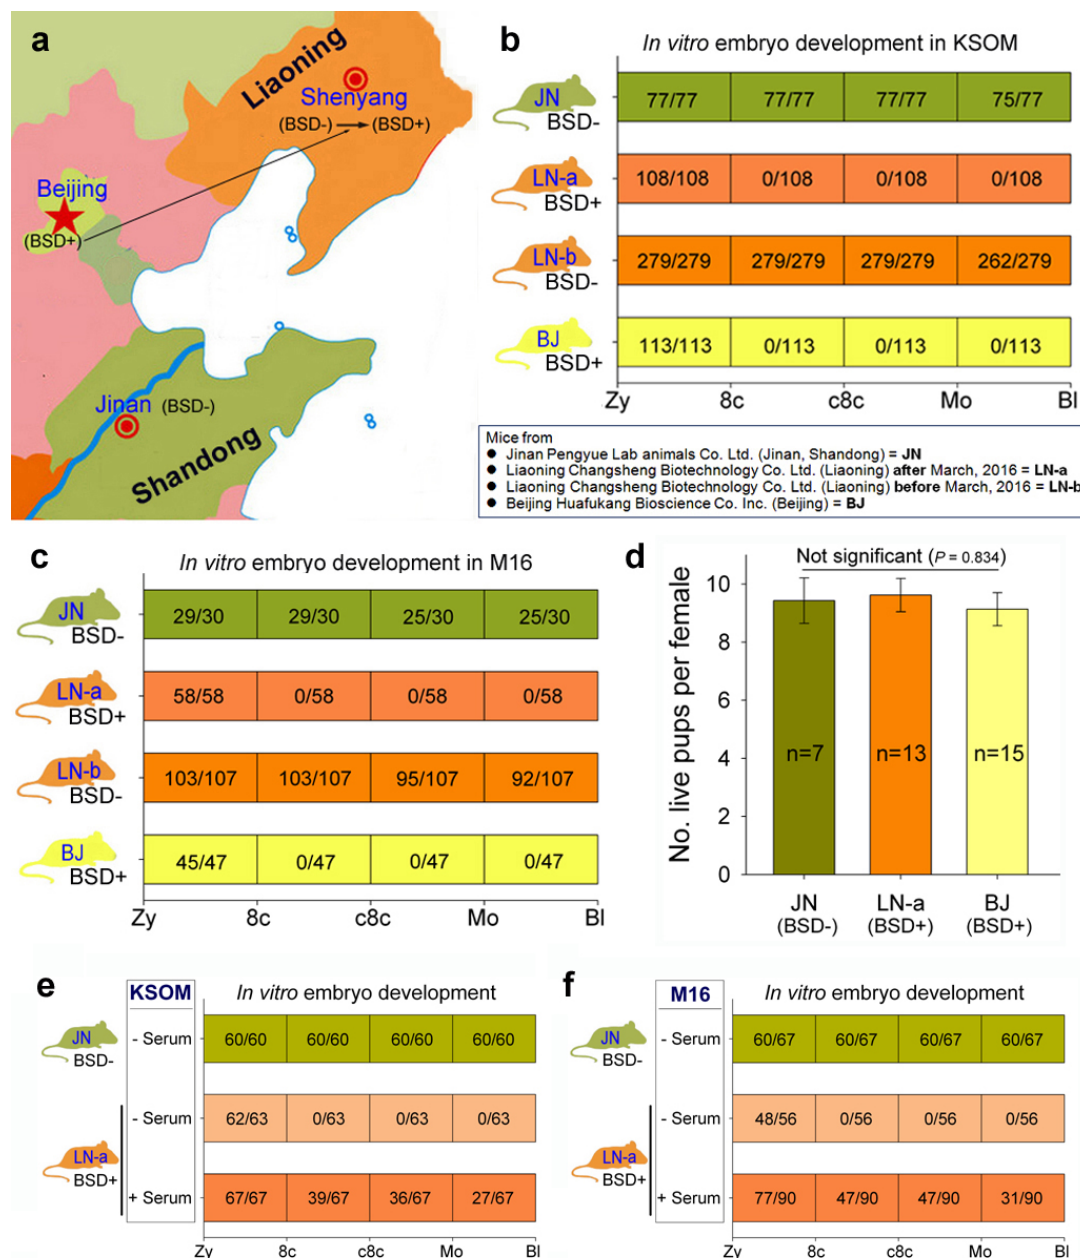 a
Liaoning
Shenyang
(BSD-) (BSD+)
Beijing
(BSD+)
Jinan (BSD-)
Shandong
b
In vitro embryo development in KSOM
JN
BSD-
77/77 77/77 77/77 75/77
LN-a
BSD+
108/108 0/108 0/108 0/108
LN-b
BSD-
279/279 279/279 279/279 262/279
BJ
BSD+
113/113 0/113 0/113 0/113
Zy 8c c8c Mo Bl
Mice from
● Jinan Pengyue Lab animals Co. Ltd. (Jinan, Shandong) = JN
● Liaoning Changsheng Biotechnology Co. Ltd. (Liaoning) after March, 2016 = LN-a
● Liaoning Changsheng Biotechnology Co. Ltd. (Liaoning) before March, 2016 = LN-b
● Beijing Huafukang Bioscience Co. Inc. (Beijing) = BJ
c
In vitro embryo development in M16
JN
BSD-
29/30 29/30 25/30 25/30
LN-a
BSD+
58/58 0/58 0/58 0/58
LN-b
BSD-
103/107 103/107 95/107 92/107
BJ
BSD+
45/47 0/47 0/47 0/47
Zy 8c c8c Mo Bl
d
Not significant (P = 0.834)
No. live pups per female
10
8
6
4
2
0
n=7 n=13 n=15
JN LN-a BJ
(BSD-) (BSD+) (BSD+)
e
KSOM
In vitro embryo development
JN
BSD-
- Serum 60/60 60/60 60/60 60/60
- Serum 62/63 0/63 0/63 0/63
LN-a
BSD+
+ Serum 67/67 39/67 36/67 27/67
Zy 8c c8c Mo Bl
f
M16
In vitro embryo development
JN
BSD-
- Serum 60/67 60/67 60/67 60/67
- Serum 48/56 0/56 0/56 0/56
LN-a
BSD+
+ Serum 77/90 47/90 47/90 31/90
Zy 8c c8c Mo Bl